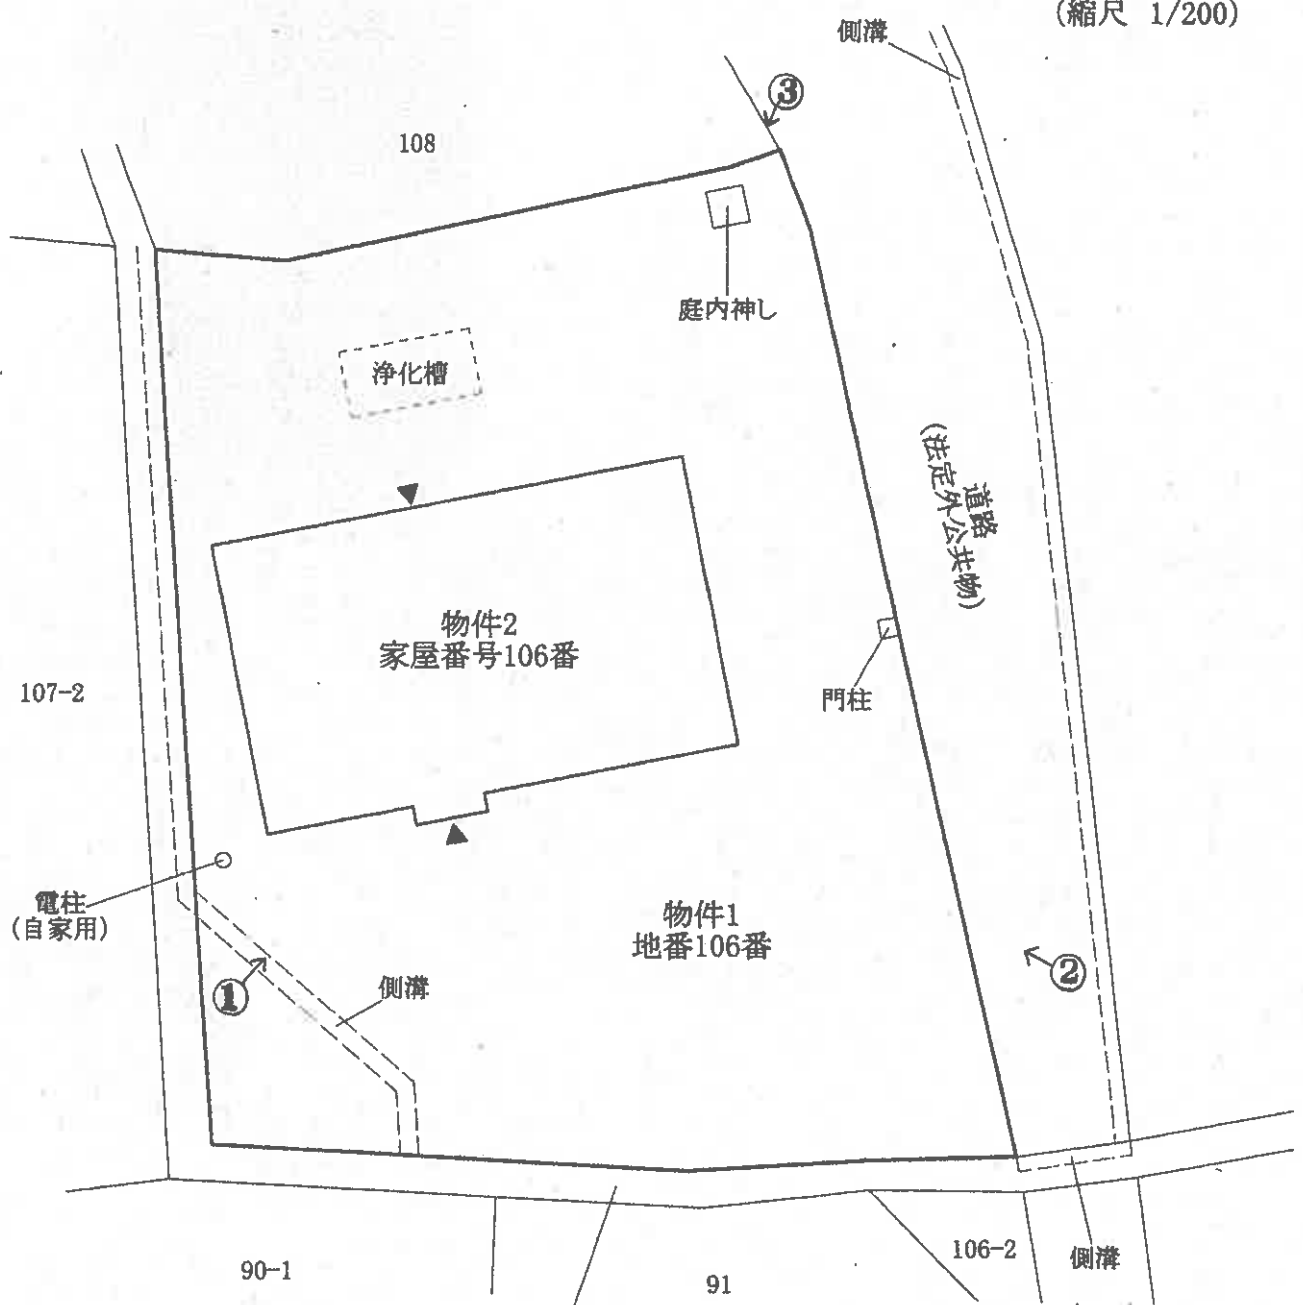 (縮尺 1/200)
側溝
③
108
庭内神し
浄化槽
道路
(法定外公共物)
物件2
家屋番号106番
107-2
門柱
電柱
(自家用)
物件1
地番106番
②
①
側溝
106-2
側溝
90-1
91